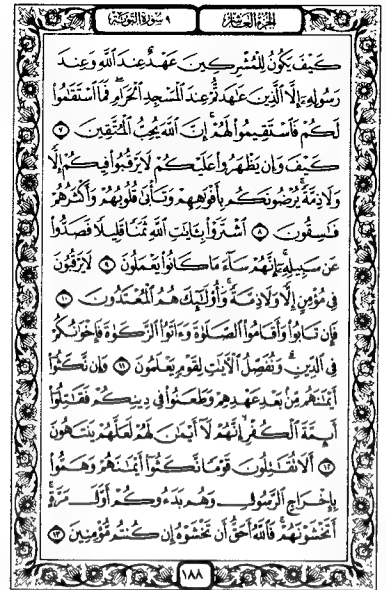 الجزء العاشر
٩ سورة التوبة
كَيْفَ يَكُونُ لِلْمُشْرِكِينَ عَهْدٌ عِندَ ٱللَّهِ وَعِندَ
رَسُولِهِۦٓ إِلَّا ٱلَّذِينَ عَٰهَدتُّمْ عِندَ ٱلْمَسْجِدِ ٱلْحَرَامِ ۖ فَمَا ٱسْتَقَٰمُوا۟
لَكُمْ فَٱسْتَقِيمُوا۟ لَهُمْ ۚ إِنَّ ٱللَّهَ يُحِبُّ ٱلْمُتَّقِينَ ٧
كَيْفَ وَإِن يَظْهَرُوا۟ عَلَيْكُمْ لَا يَرْقُبُوا۟ فِيكُمْ إِلًّا
وَلَا ذِمَّةً ۚ يُرْضُونَكُم بِأَفْوَٰهِهِمْ وَتَأْبَىٰ قُلُوبُهُمْ وَأَكْثَرُهُمْ
فَٰسِقُونَ ٨ ٱشْتَرَوْا۟ بِـَٔايَٰتِ ٱللَّهِ ثَمَنًا قَلِيلًا فَصَدُّوا۟
عَن سَبِيلِهِۦٓ ۚ إِنَّهُمْ سَآءَ مَا كَانُوا۟ يَعْمَلُونَ ٩ لَا يَرْقُبُونَ
فِى مُؤْمِنٍ إِلًّا وَلَا ذِمَّةً ۚ وَأُو۟لَٰٓئِكَ هُمُ ٱلْمُعْتَدُونَ ١٠
فَإِن تَابُوا۟ وَأَقَامُوا۟ ٱلصَّلَوٰةَ وَءَاتَوُا۟ ٱلزَّكَوٰةَ فَإِخْوَٰنُكُمْ
فِى ٱلدِّينِ ۗ وَنُفَصِّلُ ٱلْءَايَٰتِ لِقَوْمٍ يَعْلَمُونَ ١١ وَإِن نَّكَثُوٓا۟
أَيْمَٰنَهُم مِّنۢ بَعْدِ عَهْدِهِمْ وَطَعَنُوا۟ فِى دِينِكُمْ فَقَٰتِلُوٓا۟
أَئِمَّةَ ٱلْكُفْرِ ۙ إِنَّهُمْ لَآ أَيْمَٰنَ لَهُمْ لَعَلَّهُمْ يَنتَهُونَ
١٢ أَلَا تُقَٰتِلُونَ قَوْمًا نَّكَثُوٓا۟ أَيْمَٰنَهُمْ وَهَمُّوا۟
بِإِخْرَاجِ ٱلرَّسُولِ وَهُم بَدَءُوكُمْ أَوَّلَ مَرَّةٍ ۚ
أَتَخْشَوْنَهُمْ ۚ فَٱللَّهُ أَحَقُّ أَن تَخْشَوْهُ إِن كُنتُم مُّؤْمِنِينَ ١٣
١٨٨